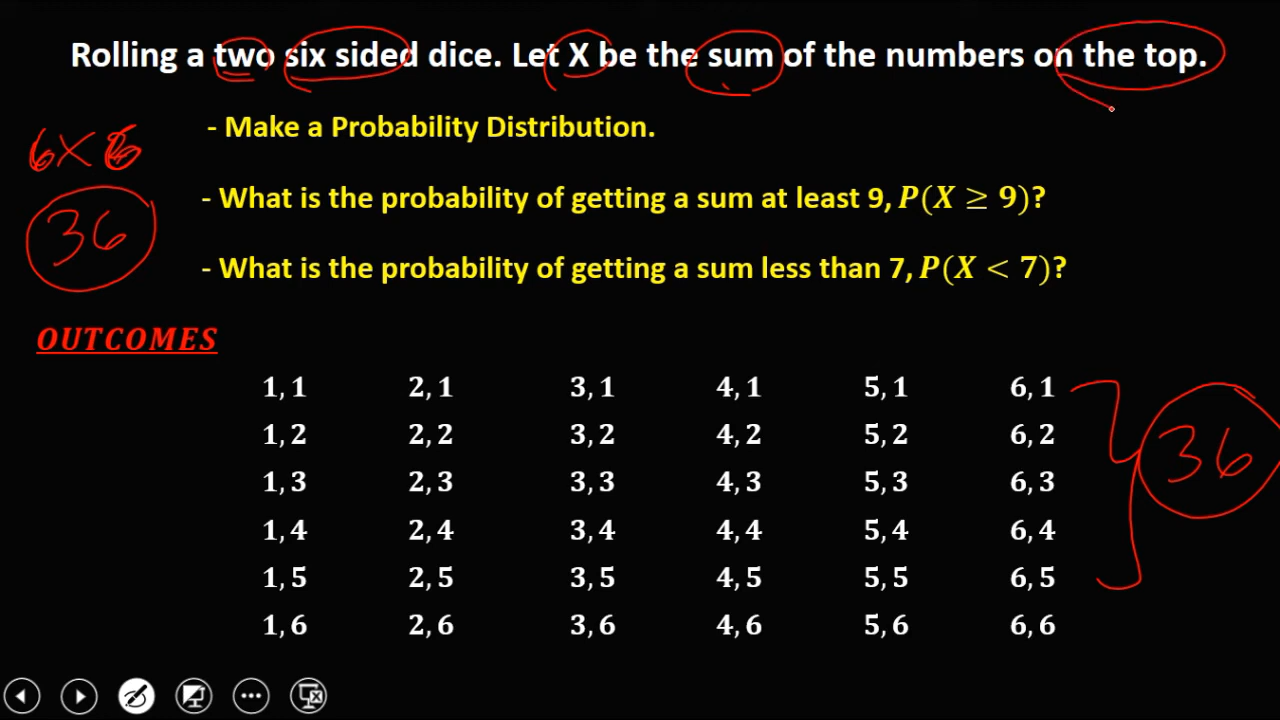 Rolling a two six sided dice. Let X be the sum of the numbers on the top.
- Make a Probability Distribution.
6 X 6
- What is the probability of getting a sum at least 9, P(X ≥ 9)?
36
- What is the probability of getting a sum less than 7, P(X < 7)?
OUTCOMES
1, 1 2, 1 3, 1 4, 1 5, 1 6, 1
1, 2 2, 2 3, 2 4, 2 5, 2 6, 2
36
1, 3 2, 3 3, 3 4, 3 5, 3 6, 3
1, 4 2, 4 3, 4 4, 4 5, 4 6, 4
1, 5 2, 5 3, 5 4, 5 5, 5 6, 5
1, 6 2, 6 3, 6 4, 6 5, 6 6, 6